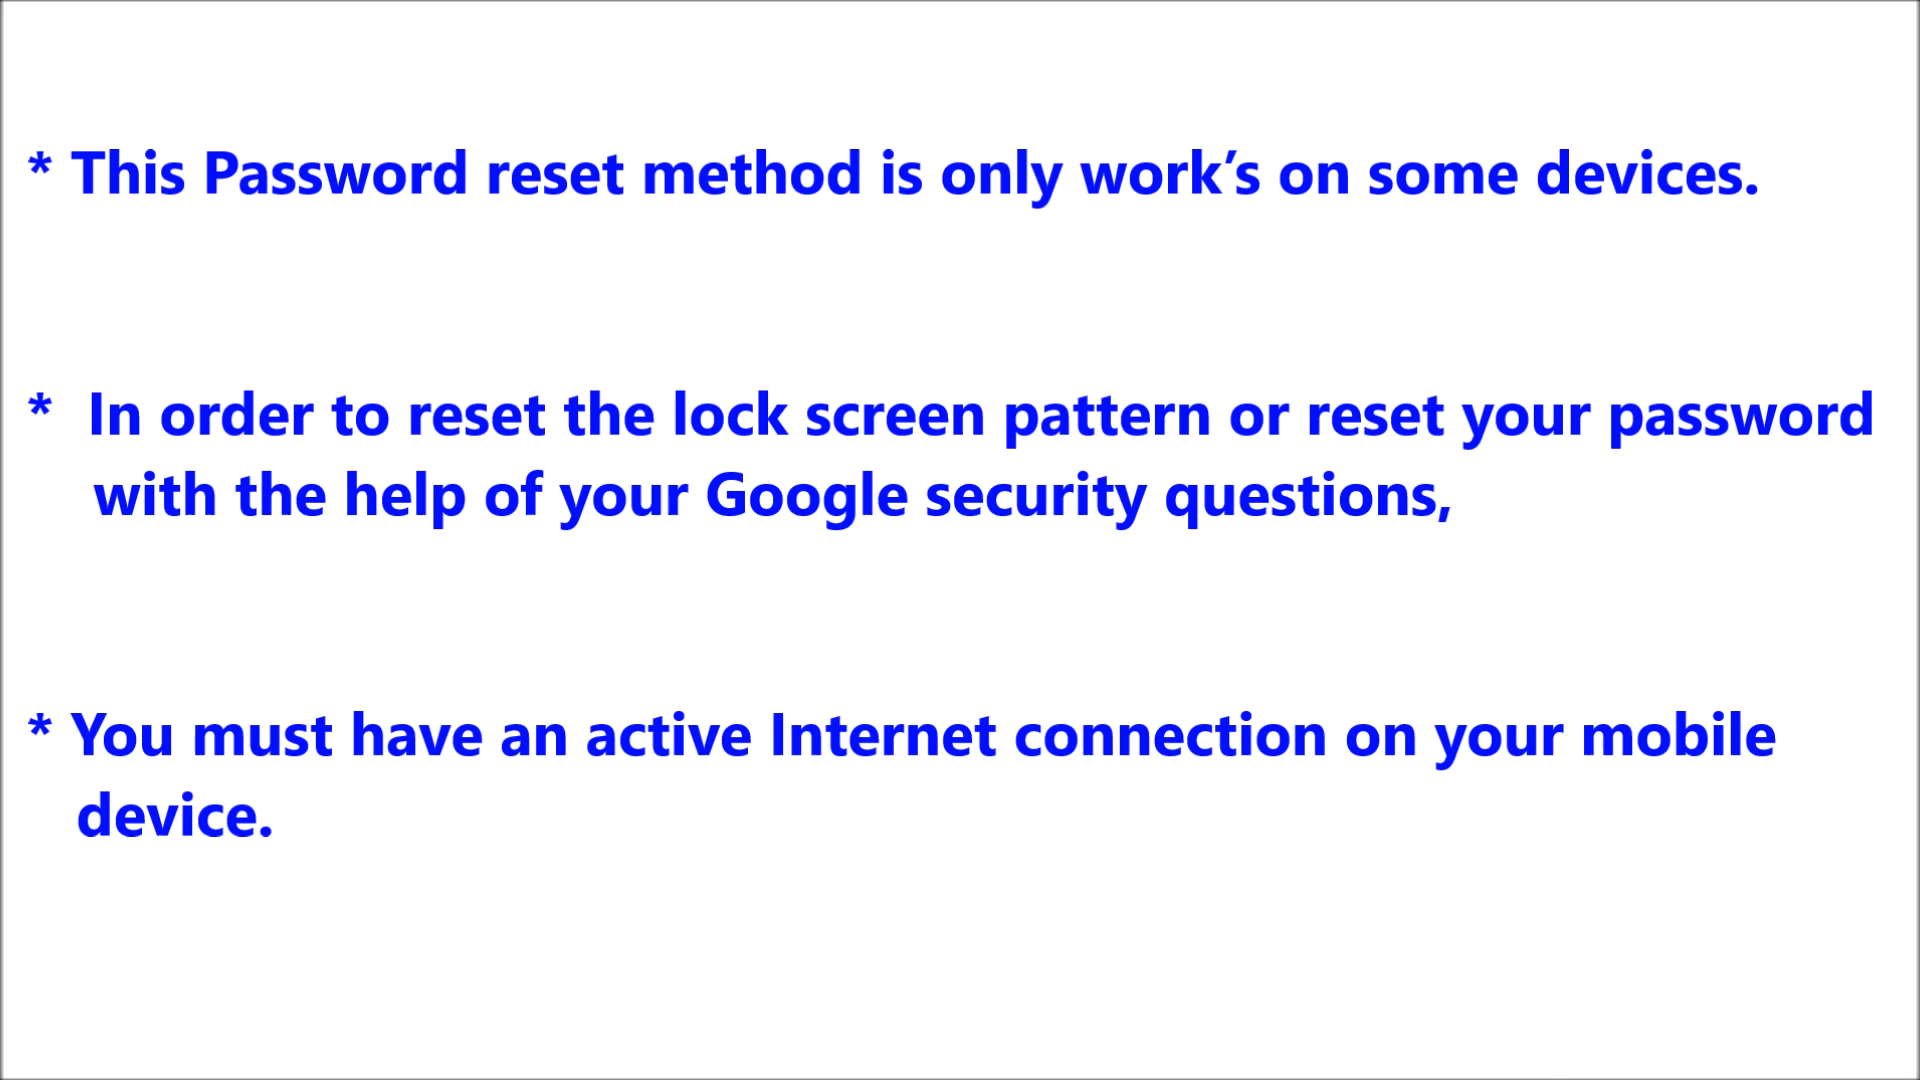 * This Password reset method is only work’s on some devices.
* In order to reset the lock screen pattern or reset your password
with the help of your Google security questions,
* You must have an active Internet connection on your mobile
device.